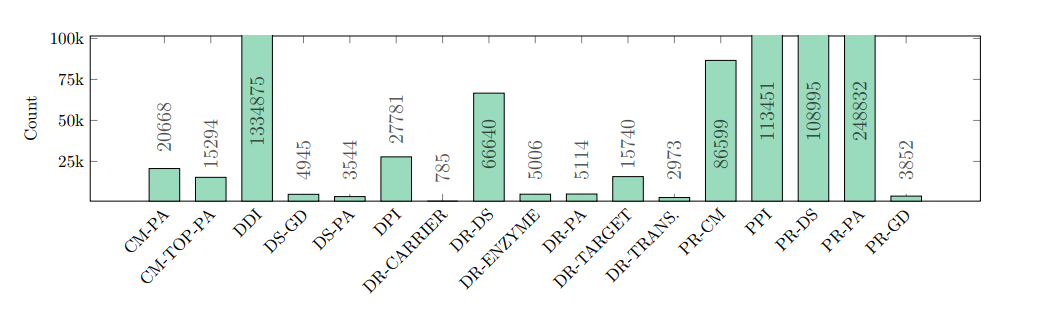 100k
75k
50k
25k
Count
20668
15294
1334875
4945
3544
27781
785
66640
5006
5114
15740
2973
86599
113451
108995
248832
3852
CM-PA
CM-TOP-PA
DDI
DS-GD
DS-PA
DPI
DR-CARRIER
DR-DS
DR-ENZYME
DR-PA
DR-TARGET
DR-TRANS.
PR-CM
PPI
PR-DS
PR-PA
PR-GD